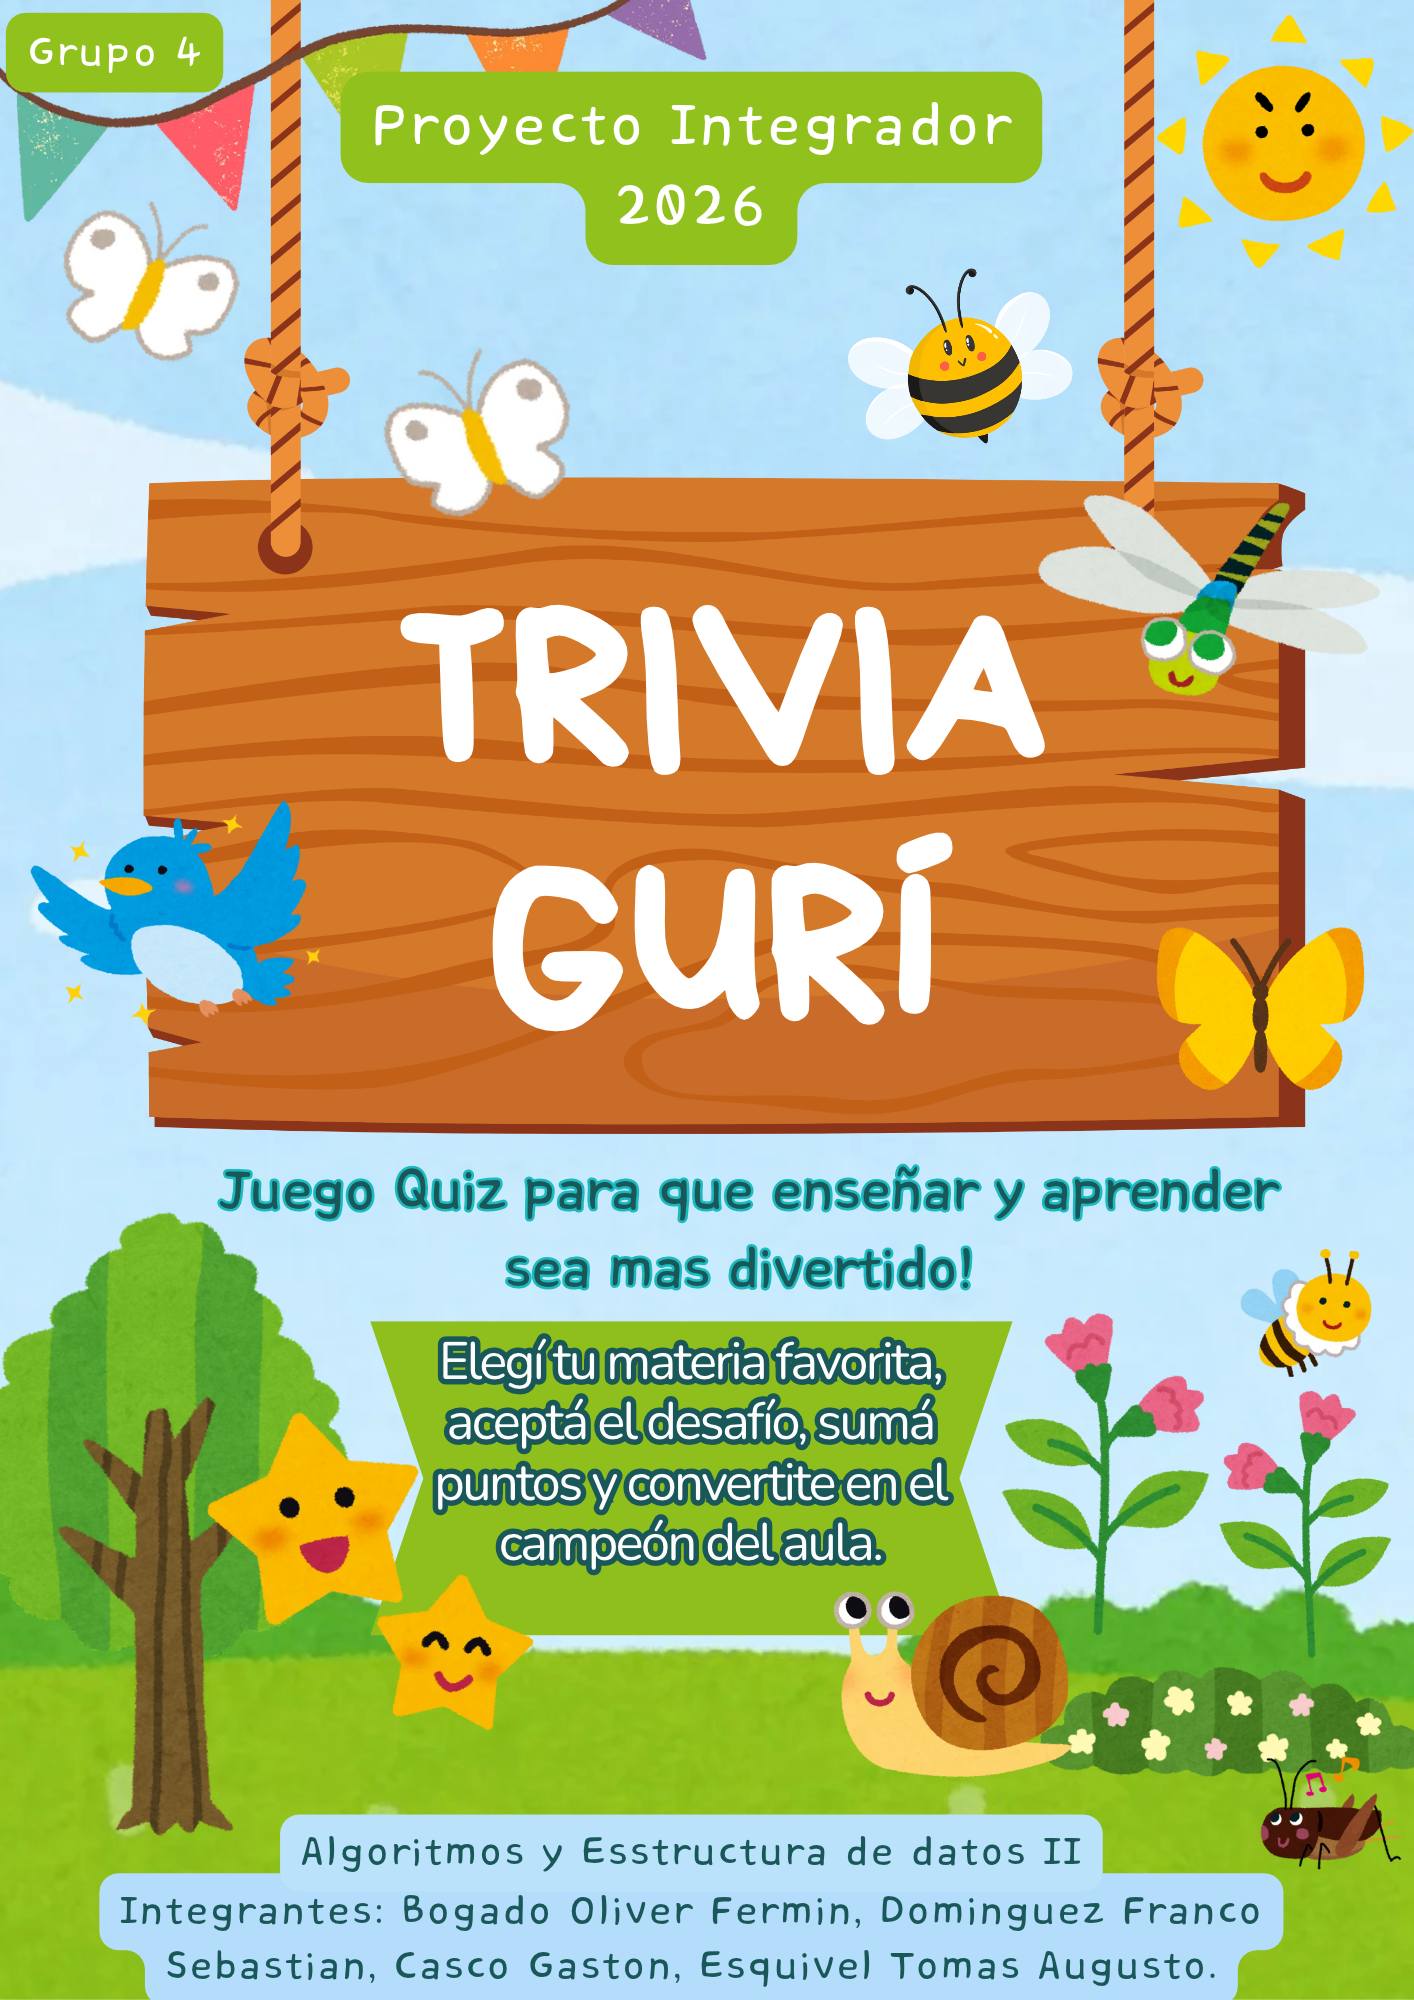 Grupo 4
Proyecto Integrador
2026
TRIVIA
GURÍ
Juego Quiz para que enseñar y aprender
sea mas divertido!
Elegí tu materia favorita,
aceptá el desafío, sumá
puntos y convertite en el
campeón del aula.
Algoritmos y Esstructura de datos II
Integrantes: Bogado Oliver Fermin, Dominguez Franco
Sebastian, Casco Gaston, Esquivel Tomas Augusto.